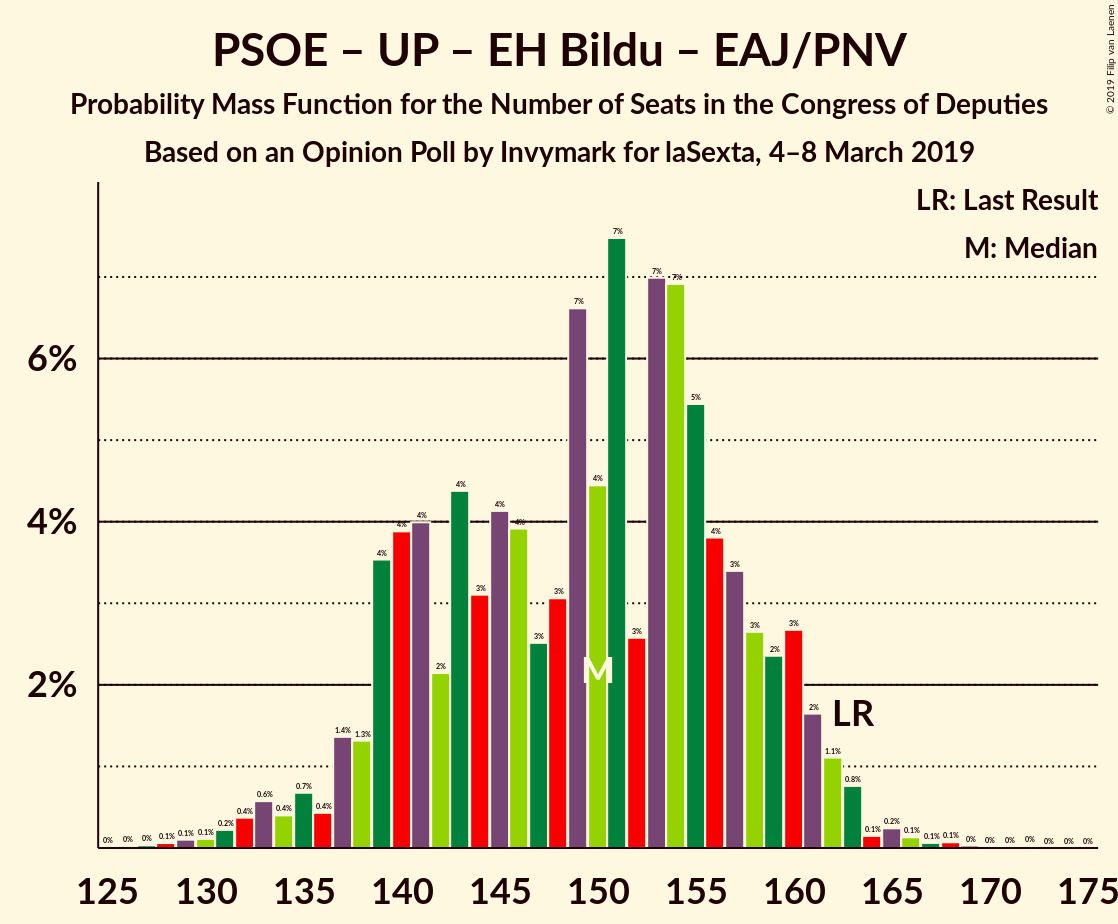 PSOE – UP – EH Bildu – EAJ/PNV
Probability Mass Function for the Number of Seats in the Congress of Deputies
Based on an Opinion Poll by Invymark for laSexta, 4–8 March 2019
© 2019 Filip van Laenen
LR: Last Result
M: Median
6%
4%
2%
0% 0% 0% 0.1% 0.1% 0.1% 0.2% 0.4% 0.6% 0.4% 0.7% 0.4% 1.4% 1.3% 4% 4% 4% 2% 4% 3% 4% 4% 3% 3% 7% 4% 7% 3% 7% 7% 5% 4% 3% 3% 2% 3% 2% 1.1% 0.8% 0.1% 0.2% 0.1% 0.1% 0.1% 0% 0% 0% 0% 0% 0% 0%
M
LR
125 130 135 140 145 150 155 160 165 170 175